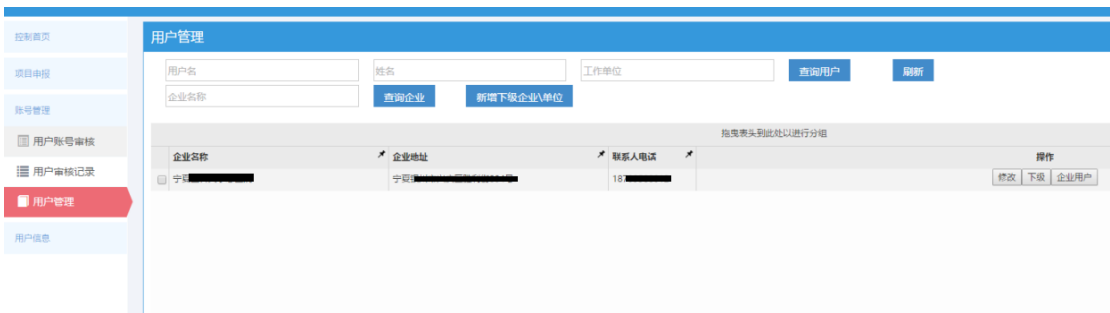 控制首页
项目申报
账号管理
用户账号审核
用户审核记录
用户管理
用户信息
用户管理
用户名 姓名 工作单位 查询用户 刷新
企业名称 查询企业 新增下级企业\单位
拖曳表头到此处以进行分组
企业名称 企业地址 联系人电话 操作
宁夏 宁夏 187 修改 下级 企业用户